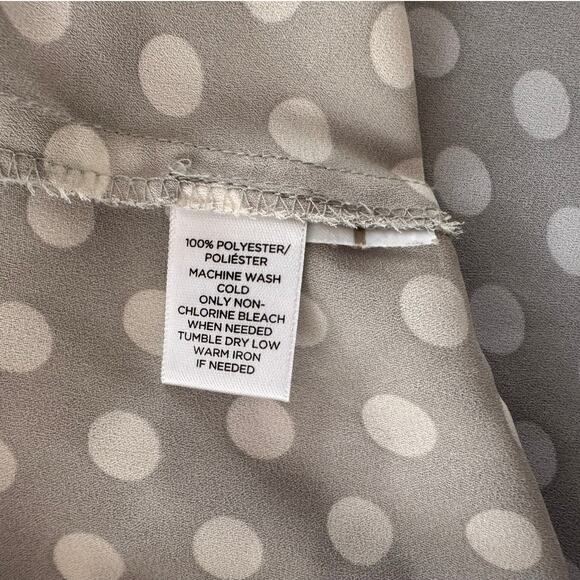 100% POLYESTER/
POLIÉSTER
MACHINE WASH
COLD
ONLY NON-
CHLORINE BLEACH
WHEN NEEDED
TUMBLE DRY LOW
WARM IRON
IF NEEDED